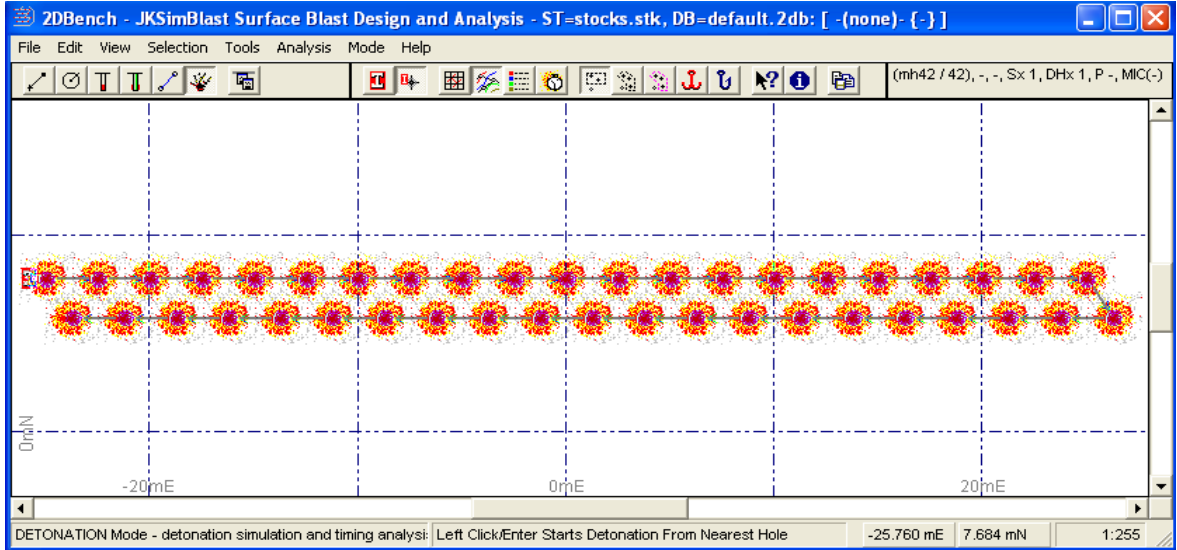 2DBench - JKSimBlast Surface Blast Design and Analysis - ST=stocks.stk, DB=default.2db: [ -(none)- {-} ]
File Edit View Selection Tools Analysis Mode Help
(mh42 / 42), -, -, Sx 1, DHx 1, P -, MIC(-)
0mN
-20mE 0mE 20mE
DETONATION Mode - detonation simulation and timing analysi: Left Click/Enter Starts Detonation From Nearest Hole -25.760 mE 7.684 mN 1:255